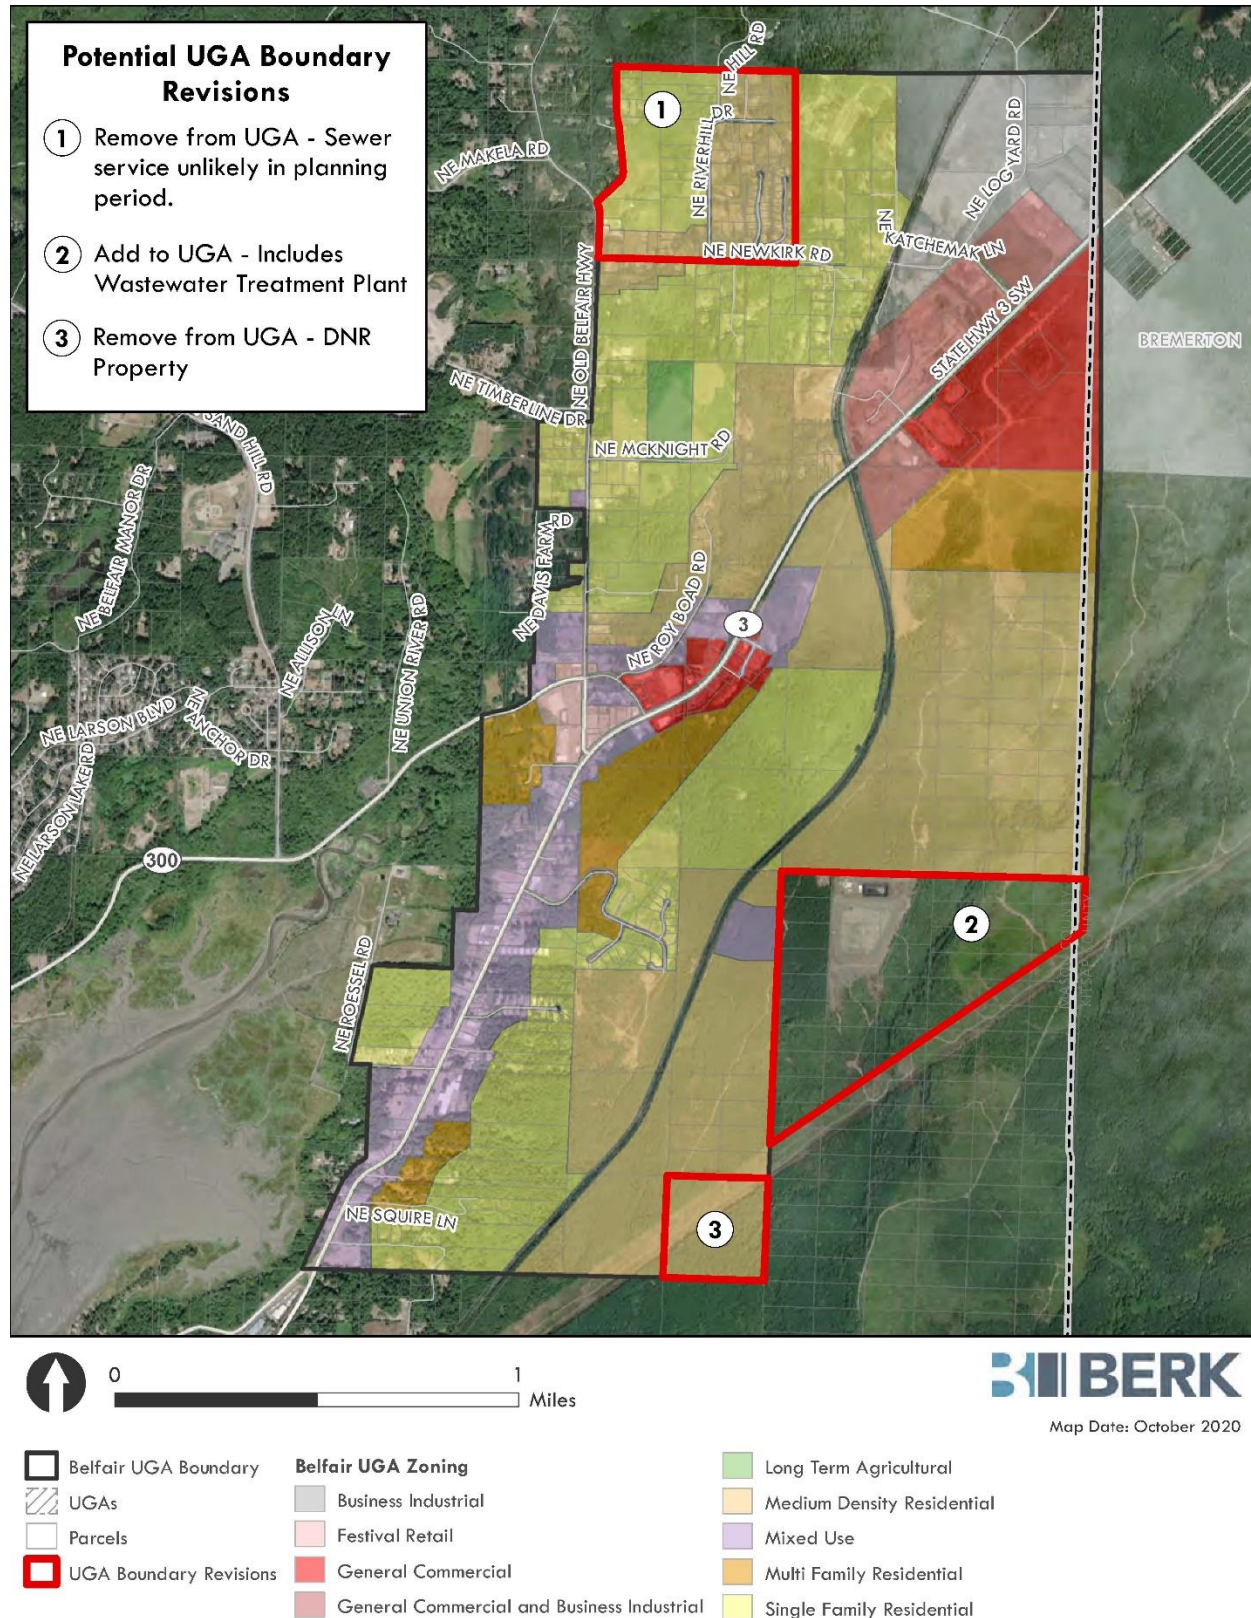 Potential UGA Boundary
Revisions
1 Remove from UGA - Sewer
service unlikely in planning
period.
2 Add to UGA - Includes
Wastewater Treatment Plant
3 Remove from UGA - DNR
Property
NE HILL RD
1
NE RIVERHILL DR
NE MAKELA RD
NE LOG YARD RD
NE KATCHEMAK LN
NE NEWKIRK RD
NE OLD BELFAIR HWY
STATE HWY 3 SW
BREMERTON
NE TIMBERLINE DR
SAND HILL RD
NE MCKNIGHT RD
NE BELFAIR MANOR DR
NE DAVIS FARM RD
NE ROY BOAD RD
3
NE ALLISON LN
NE UNION RIVER RD
NE LARSON BLVD
NE ANCHOR DR
NE LARSON LAKE RD
300
2
NE ROESSEL RD
NE SQUIRE LN
3
0 1
Miles
BERK
Map Date: October 2020
Belfair UGA Boundary
UGAs
Parcels
UGA Boundary Revisions
Belfair UGA Zoning
Business Industrial
Festival Retail
General Commercial
General Commercial and Business Industrial
Long Term Agricultural
Medium Density Residential
Mixed Use
Multi Family Residential
Single Family Residential